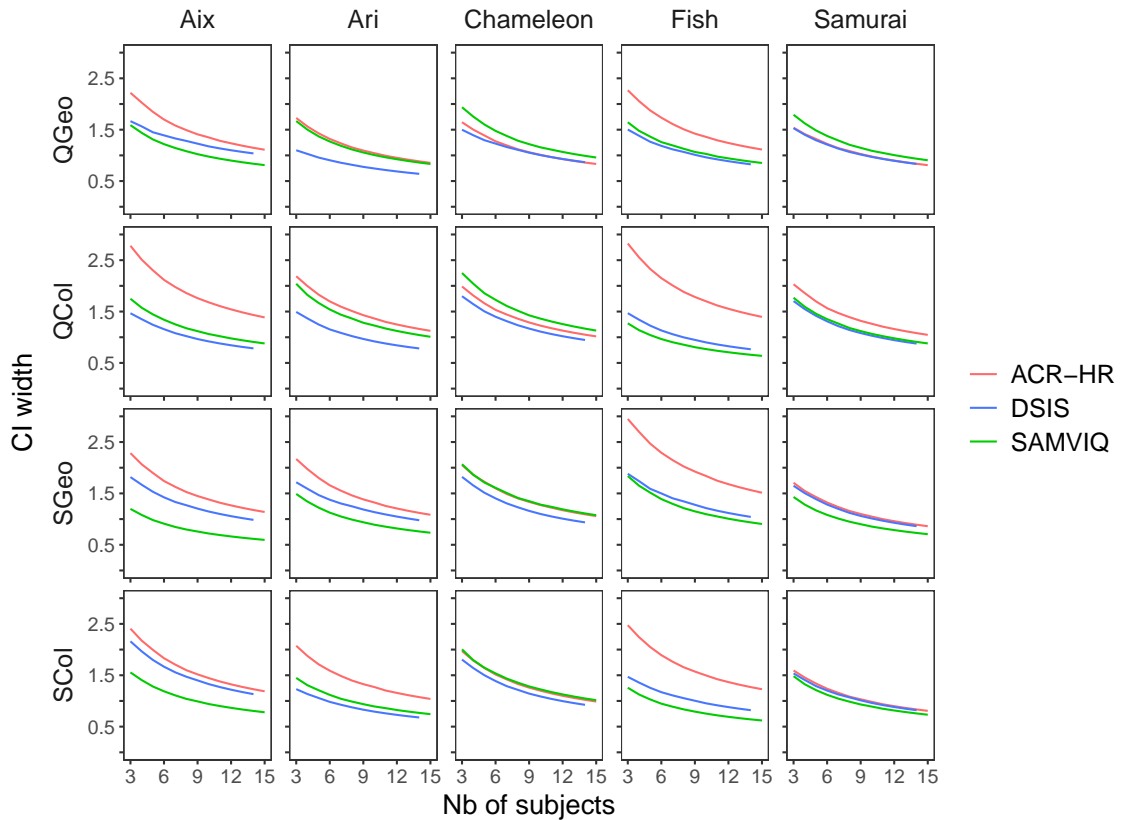 Aix Ari Chameleon Fish Samurai
QGeo
2.5
1.5
0.5
QCol
2.5
1.5
0.5
SGeo
2.5
1.5
0.5
SCol
2.5
1.5
0.5
CI width
3 6 9 12 15 3 6 9 12 15 3 6 9 12 15 3 6 9 12 15 3 6 9 12 15
Nb of subjects
ACR−HR
DSIS
SAMVIQ